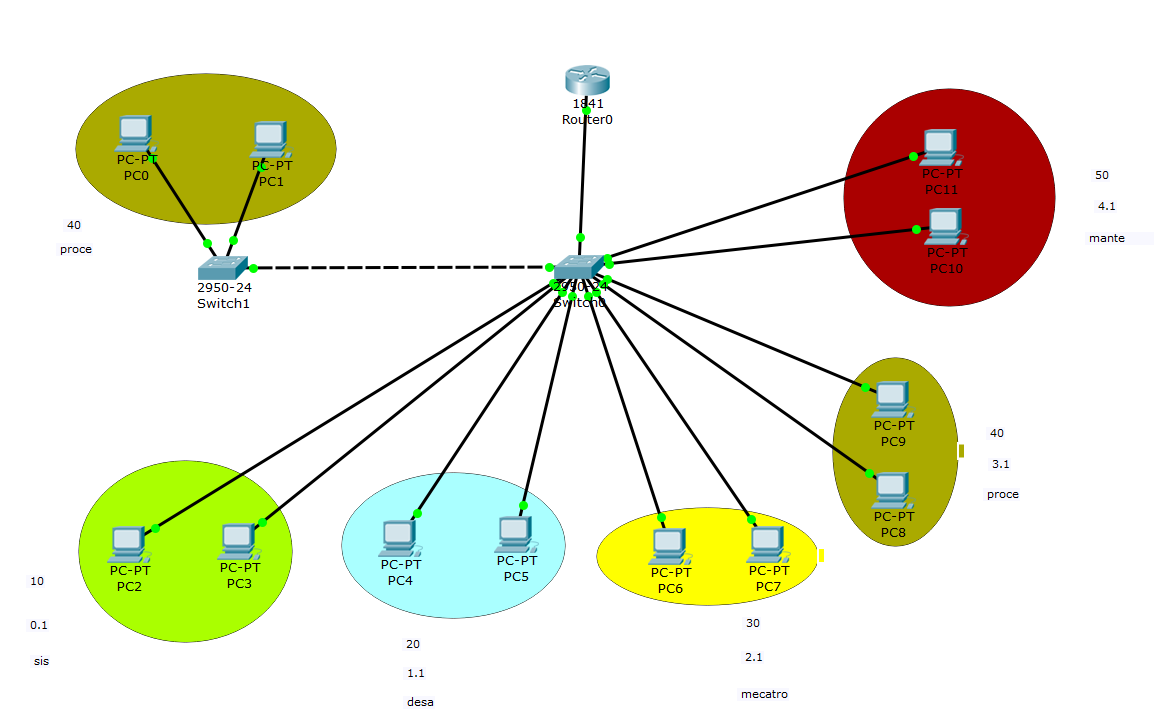 1841
Router0
PC-PT
PC0
PC-PT
PC1
40
proce
2950-24
Switch1
2950-24
Switch0
PC-PT
PC11
PC-PT
PC10
50
4.1
mante
PC-PT
PC9
PC-PT
PC8
40
3.1
proce
PC-PT
PC2
PC-PT
PC3
10
0.1
sis
PC-PT
PC4
PC-PT
PC5
20
1.1
desa
PC-PT
PC6
PC-PT
PC7
30
2.1
mecatro